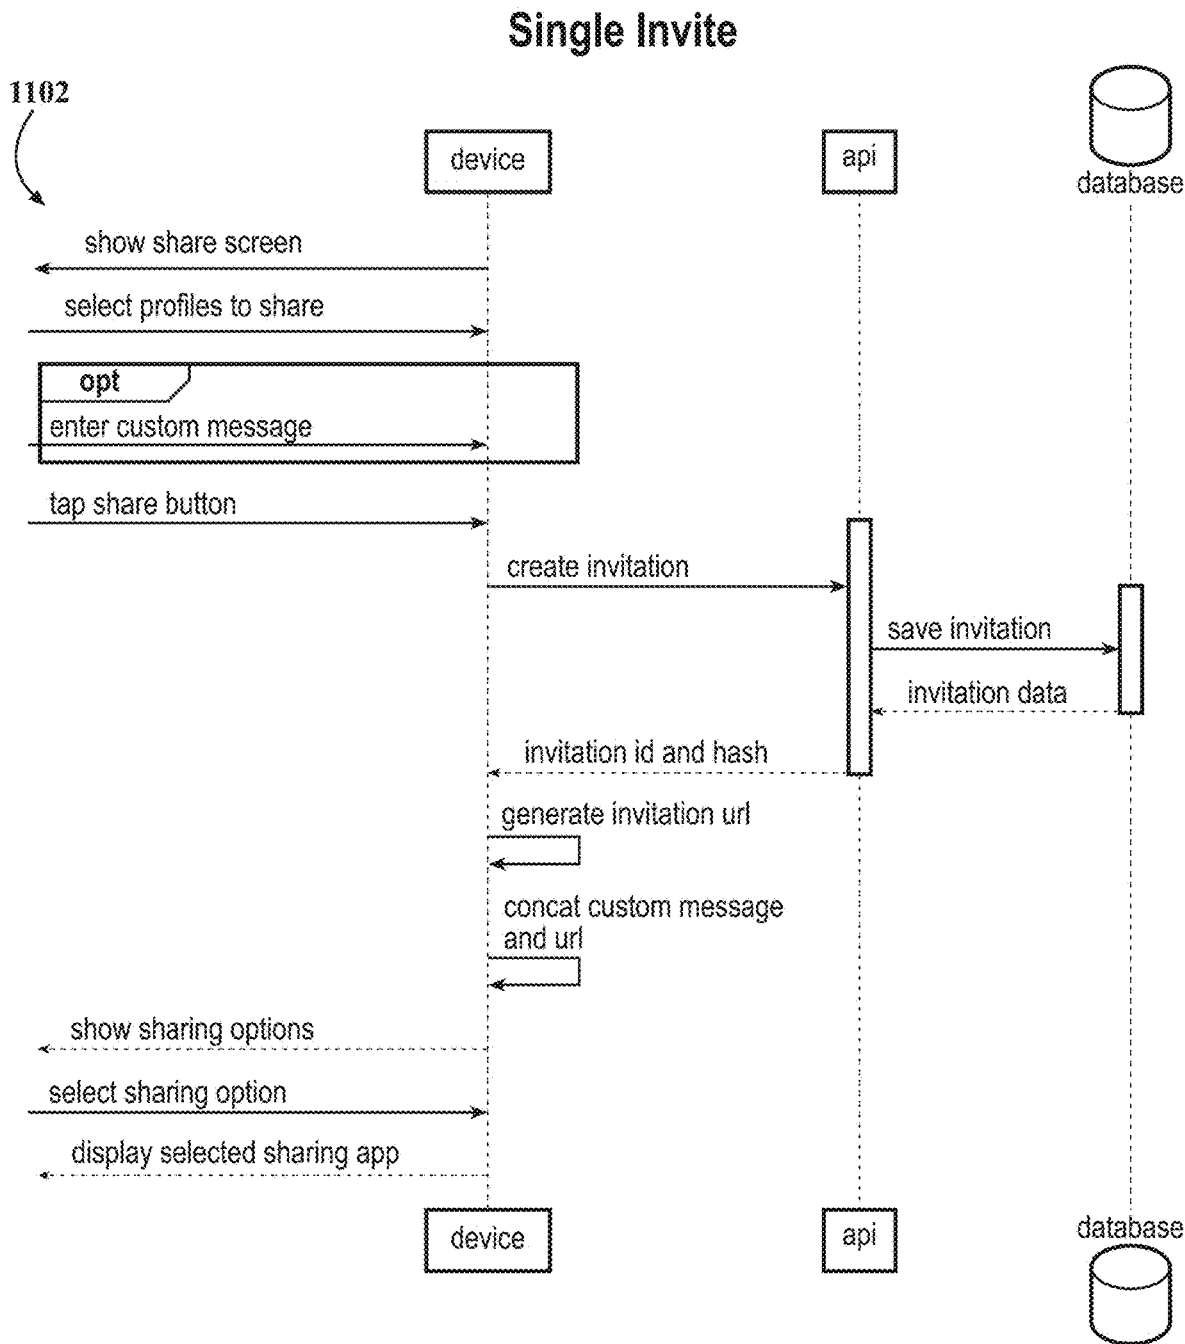 Single Invite
1102
device
api
database
show share screen
select profiles to share
opt
enter custom message
tap share button
create invitation
save invitation
invitation data
invitation id and hash
generate invitation url
concat custom message
and url
show sharing options
select sharing option
display selected sharing app
device
api
database